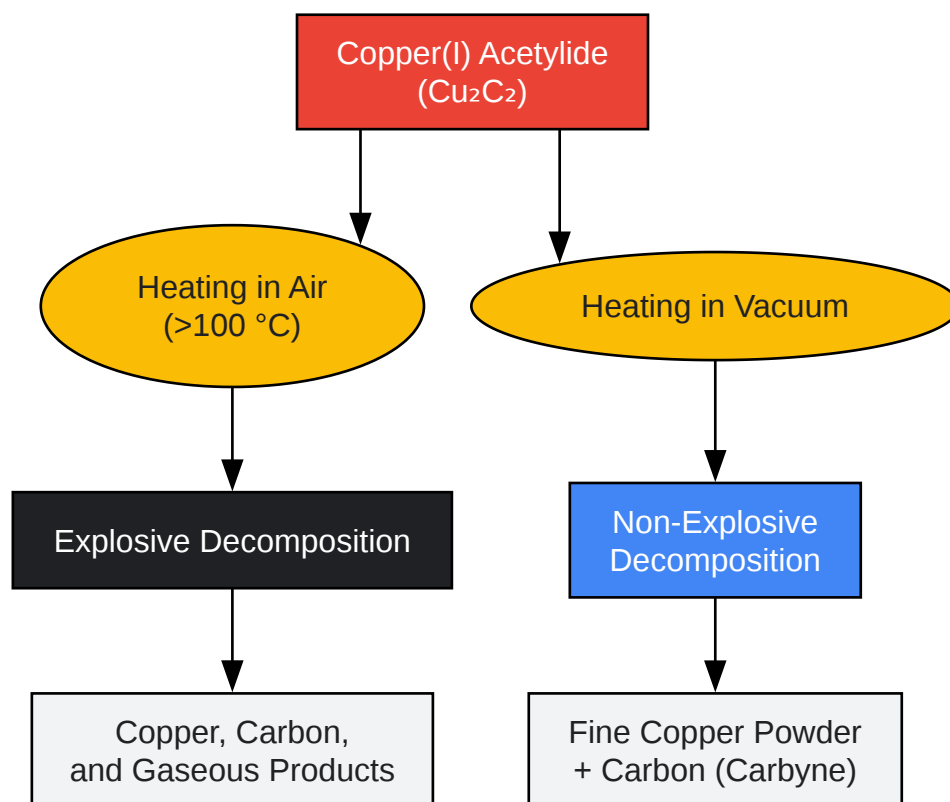 Copper(I) Acetylide
(Cu₂C₂)
Heating in Air
(>100 °C)
Heating in Vacuum
Explosive Decomposition
Non-Explosive
Decomposition
Copper, Carbon,
and Gaseous Products
Fine Copper Powder
+ Carbon (Carbyne)